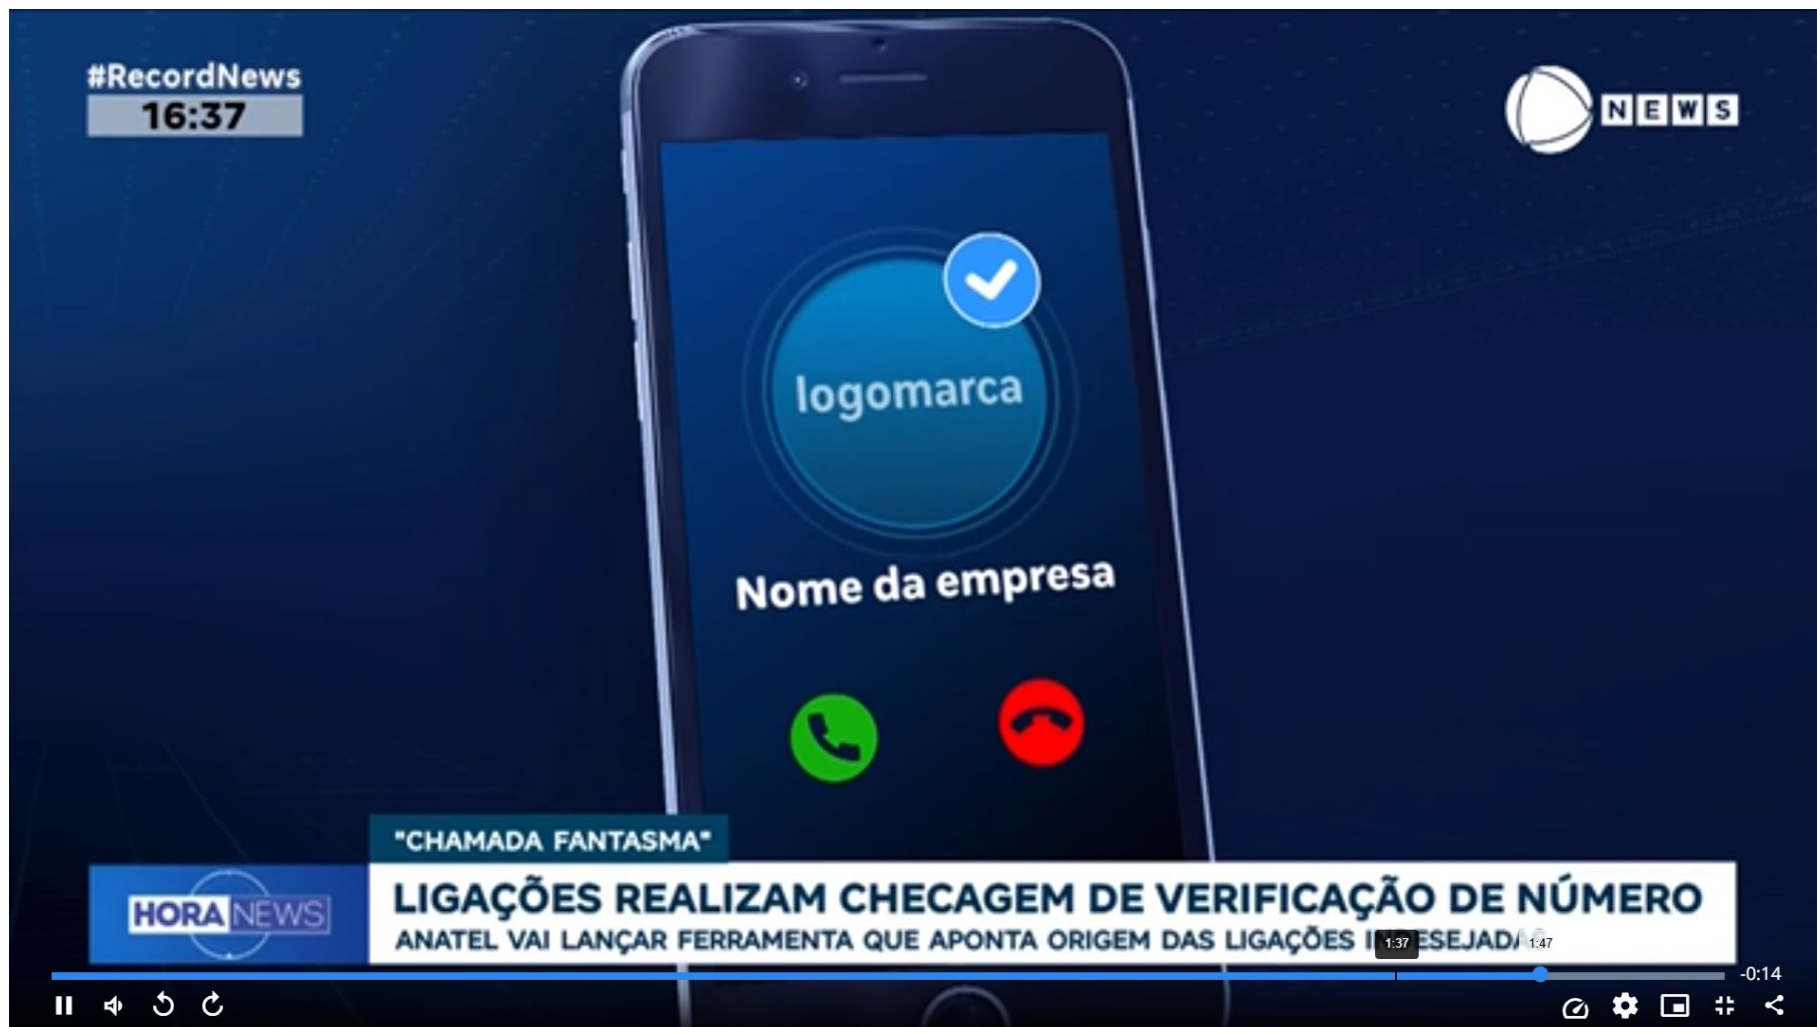 #RecordNews
16:37
NEWS
logomarca
Nome da empresa
"CHAMADA FANTASMA"
HORA NEWS
LIGAÇÕES REALIZAM CHECAGEM DE VERIFICAÇÃO DE NÚMERO
ANATEL VAI LANÇAR FERRAMENTA QUE APONTA ORIGEM DAS LIGAÇÕES INDESEJADAS
1:37
1:47
-0:14